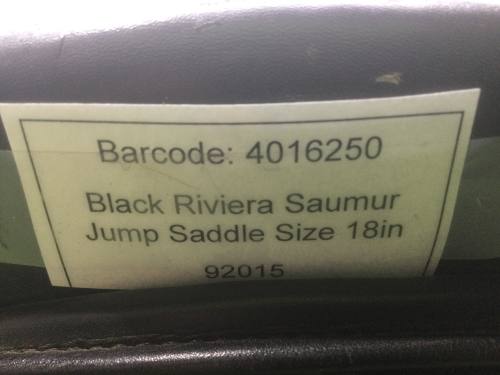 Barcode: 4016250
Black Riviera Saumur
Jump Saddle Size 18in
92015